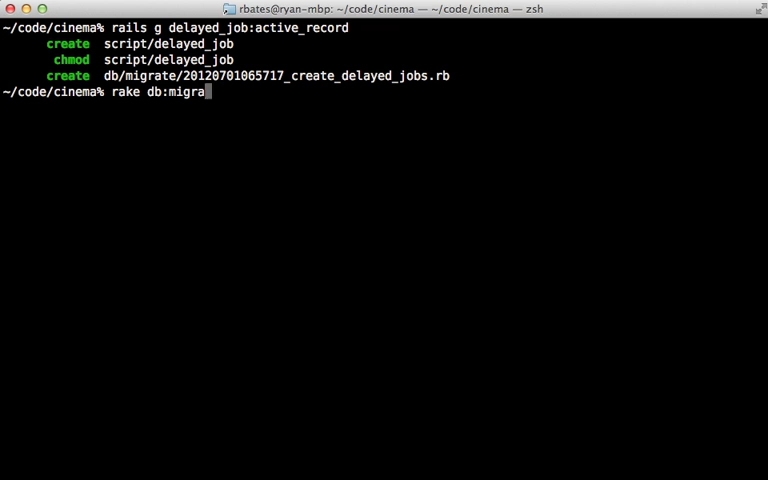 rbates@ryan-mbp: ~/code/cinema — ~/code/cinema — zsh
~/code/cinema% rails g delayed_job:active_record
create script/delayed_job
chmod script/delayed_job
create db/migrate/20120701065717_create_delayed_jobs.rb
~/code/cinema% rake db:migra